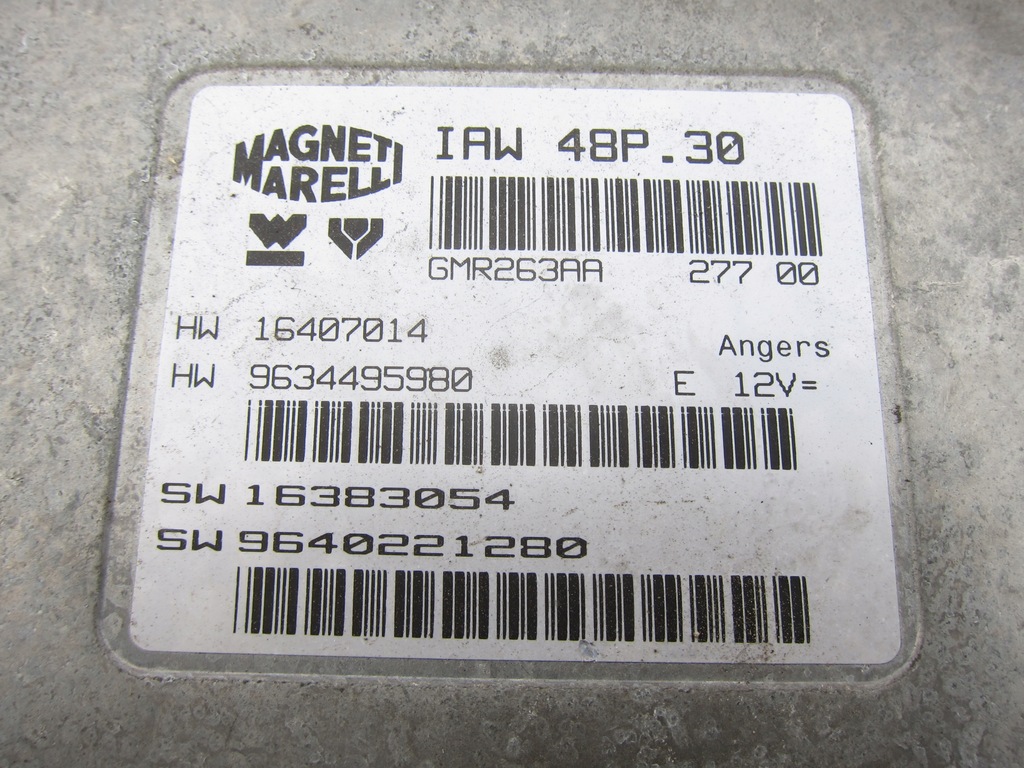 MAGNETI
MARELLI
IAW 48P.30
GMR263AA 277 00
HW 16407014
Angers
HW 9634495980 E 12V=
SW 16383054
SW 9640221280